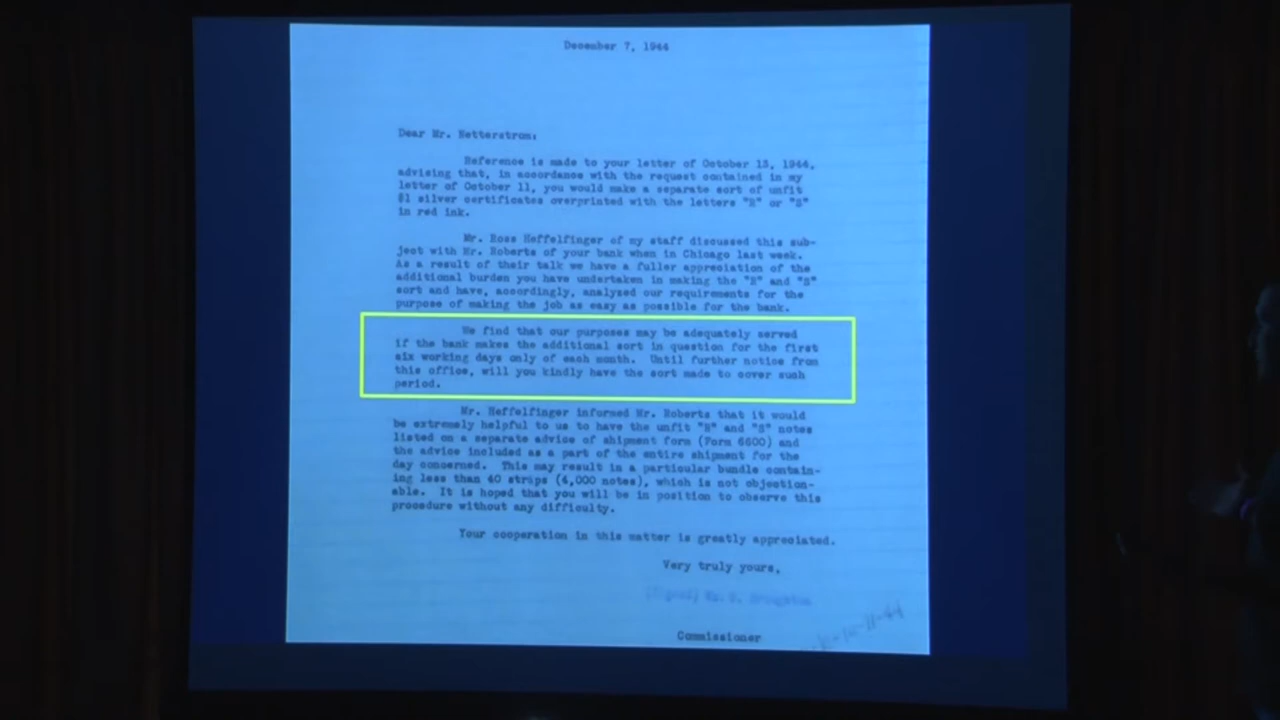 December 7, 1944
Dear Mr. Netterstrom:
Reference is made to your letter of October 13, 1944,
advising that, in accordance with the request contained in my
letter of October 11, you would make a separate sort of unfit
$1 silver certificates overprinted with the letters "R" or "S"
in red ink.
Mr. Ross Heffelfinger of my staff discussed this sub-
ject with Mr. Roberts of your bank when in Chicago last week.
As a result of their talk we have a fuller appreciation of the
additional burden you have undertaken in making the "R" and "S"
sort and have, accordingly, analyzed our requirements for the
purpose of making the job as easy as possible for the bank.
We find that our purposes may be adequately served
if the bank makes the additional sort in question for the first
six working days only of each month. Until further notice from
this office, will you kindly have the sort made to cover such
period.
Mr. Heffelfinger informed Mr. Roberts that it would
be extremely helpful to us to have the unfit "R" and "S" notes
listed on a separate advice of shipment form (Form 6600) and
the advice included as a part of the entire shipment for the
day concerned. This may result in a particular bundle contain-
ing less than 40 strips (4,000 notes), which is not objection-
able. It is hoped that you will be in position to observe this
procedure without any difficulty.
Your cooperation in this matter is greatly appreciated.
Very truly yours,
(Signed)
Commissioner